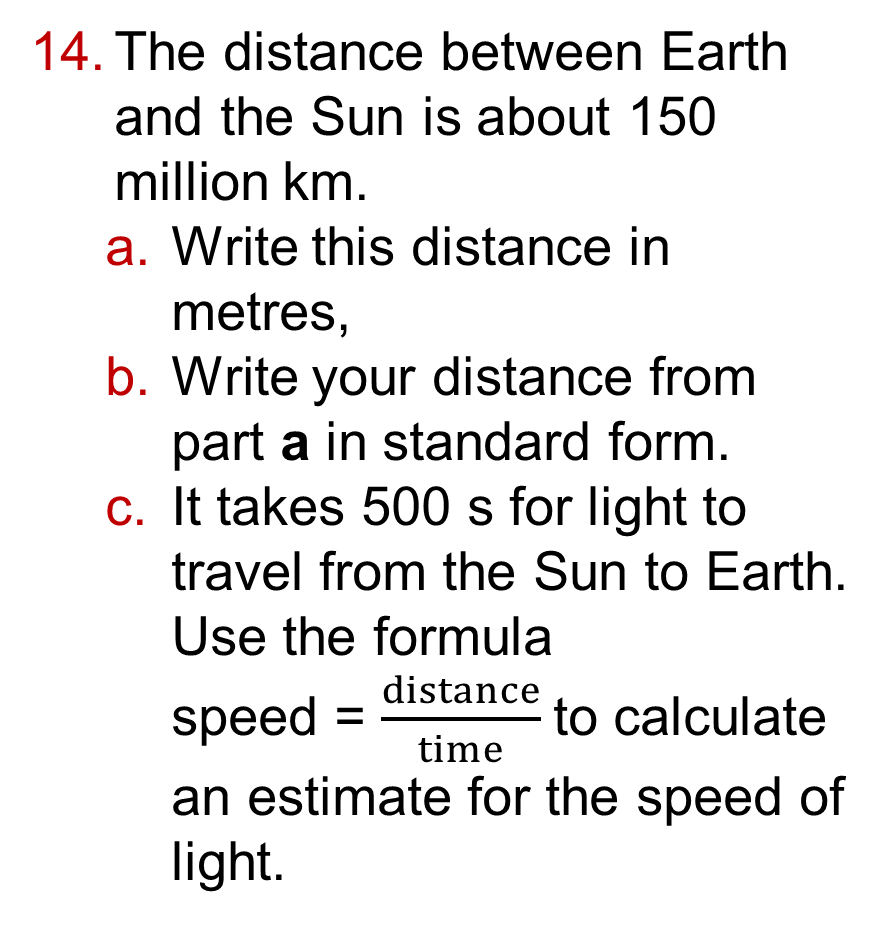 14. The distance between Earth
and the Sun is about 150
million km.
a. Write this distance in
metres,
b. Write your distance from
part a in standard form.
c. It takes 500 s for light to
travel from the Sun to Earth.
Use the formula
speed = distance/time to calculate
an estimate for the speed of
light.